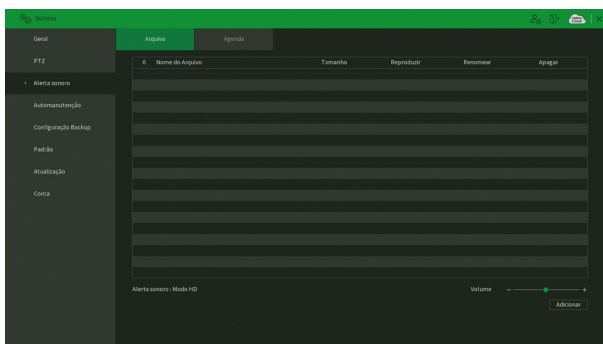 Sistema
Geral
PTZ
Alerta sonoro
Automanutenção
Configuração Backup
Padrão
Atualização
Conta
Arquivo Agenda
0 Nome do Arquivo Tamanho Reproduzir Renomear Apagar
Alerta sonoro : Modo HD Volume - +
Adicionar